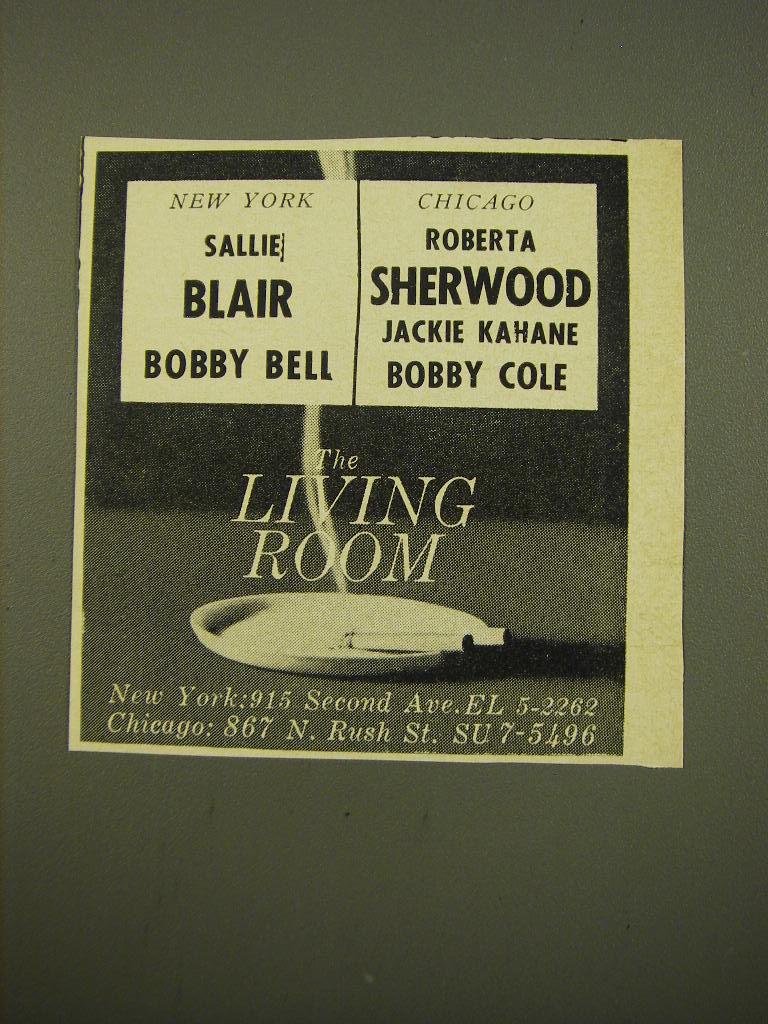 NEW YORK
SALLIE
BLAIR
BOBBY BELL
CHICAGO
ROBERTA
SHERWOOD
JACKIE KAHANE
BOBBY COLE
The
LIVING
ROOM
New York: 915 Second Ave. EL 5-2262
Chicago: 867 N. Rush St. SU 7-5496